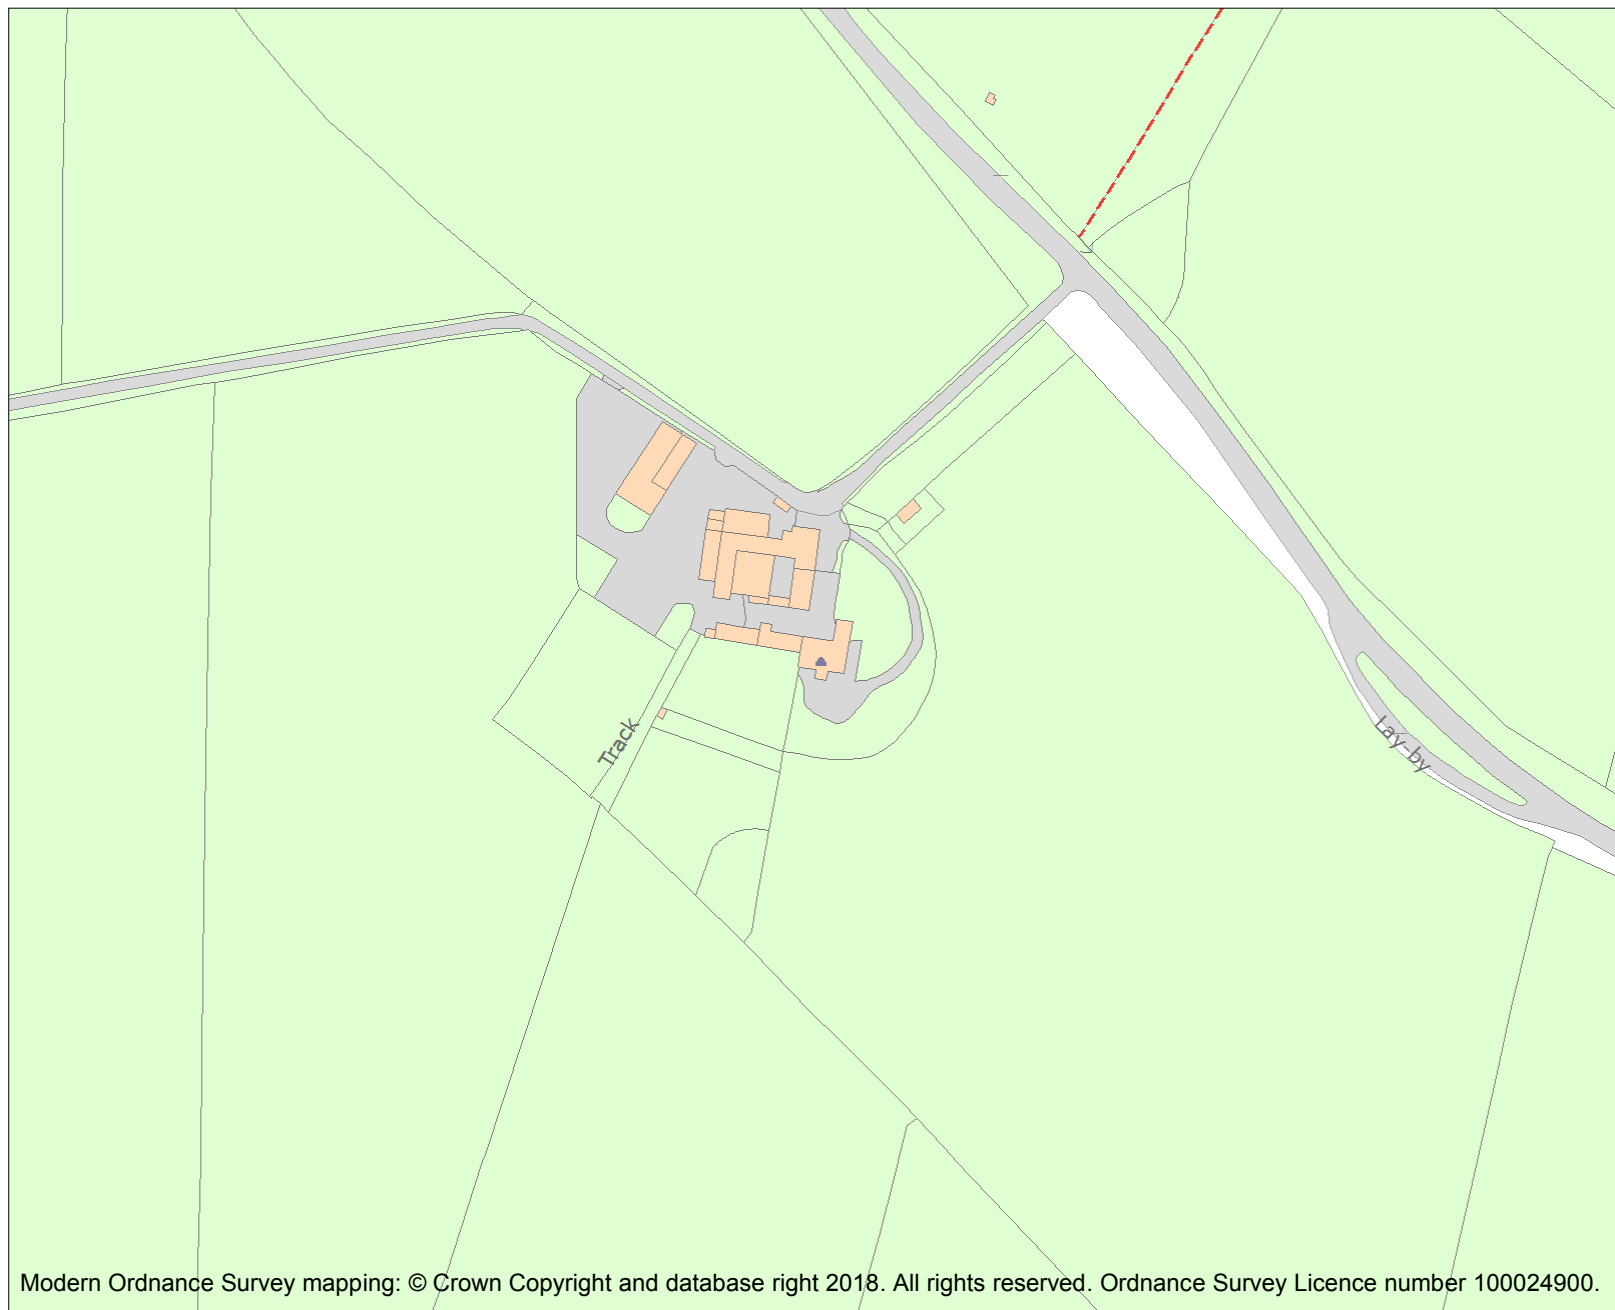 Track
Lay-by
Modern Ordnance Survey mapping: © Crown Copyright and database right 2018. All rights reserved. Ordnance Survey Licence number 100024900.